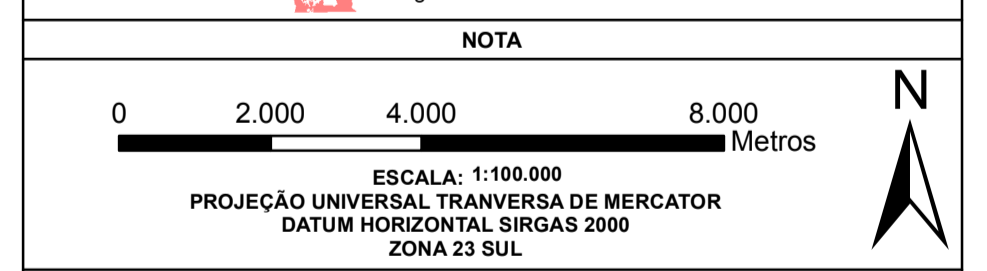 NOTA
N
0 2.000 4.000 8.000
Metros
ESCALA: 1:100.000
PROJEÇÃO UNIVERSAL TRANVERSA DE MERCATOR
DATUM HORIZONTAL SIRGAS 2000
ZONA 23 SUL